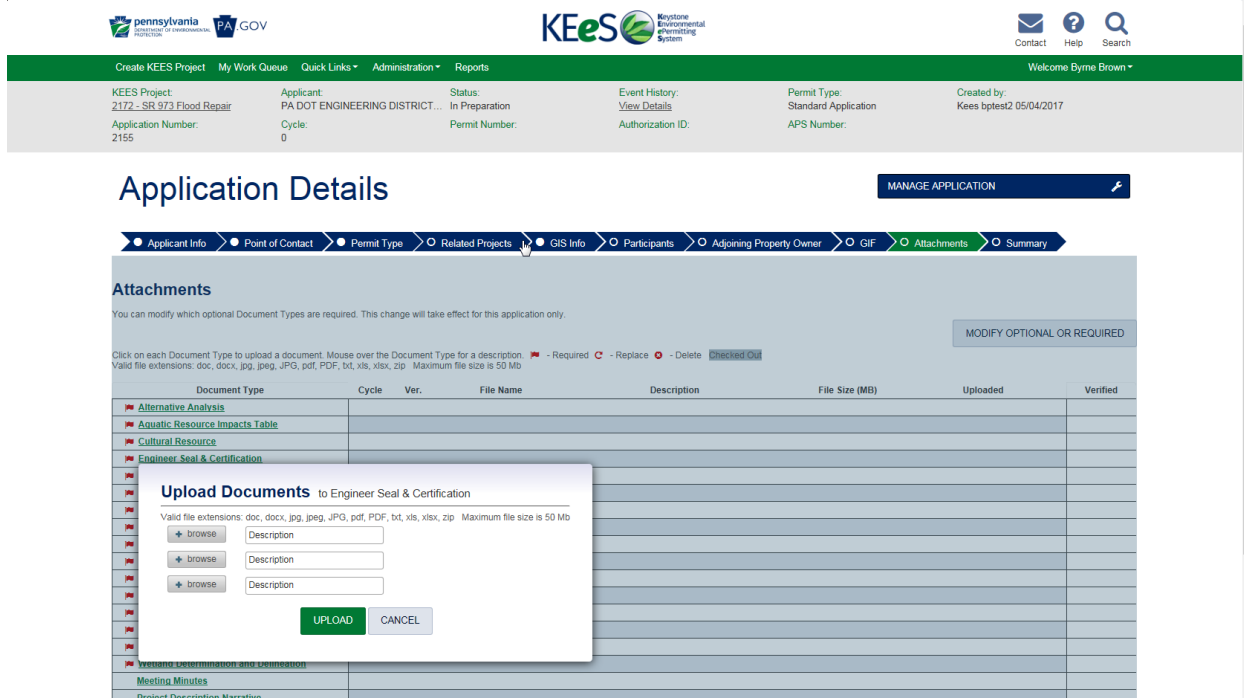 pennsylvania
DEPARTMENT OF ENVIRONMENTAL
PROTECTION
PA.GOV
KEeS
Keystone
Environmental
ePermitting
System
Contact Help Search
Create KEES Project My Work Queue Quick Links Administration Reports Welcome Byrne Brown
KEES Project: Applicant: Status: Event History: Permit Type: Created by:
2172 - SR 973 Flood Repair PA DOT ENGINEERING DISTRICT... In Preparation View Details Standard Application Kees bptest2 05/04/2017
Application Number: Cycle: Permit Number: Authorization ID: APS Number:
2155 0
Application Details
MANAGE APPLICATION
Applicant Info Point of Contact Permit Type Related Projects GIS Info Participants Adjoining Property Owner GIF Attachments Summary
Attachments
You can modify which optional Document Types are required. This change will take effect for this application only.
MODIFY OPTIONAL OR REQUIRED
Click on each Document Type to upload a document. Mouse over the Document Type for a description. - Required - Replace - Delete Checked Out
Valid file extensions: doc, docx, jpg, jpeg, JPG, pdf, PDF, txt, xls, xlsx, zip Maximum file size is 50 Mb
Document Type Cycle Ver. File Name Description File Size (MB) Uploaded Verified
Alternative Analysis
Aquatic Resource Impacts Table
Cultural Resource
Engineer Seal & Certification
Upload Documents to Engineer Seal & Certification
Valid file extensions: doc, docx, jpg, jpeg, JPG, pdf, PDF, txt, xls, xlsx, zip Maximum file size is 50 Mb
+ browse Description
+ browse Description
+ browse Description
UPLOAD CANCEL
Wetland Determination and Delineation
Meeting Minutes
Project Description Narrative